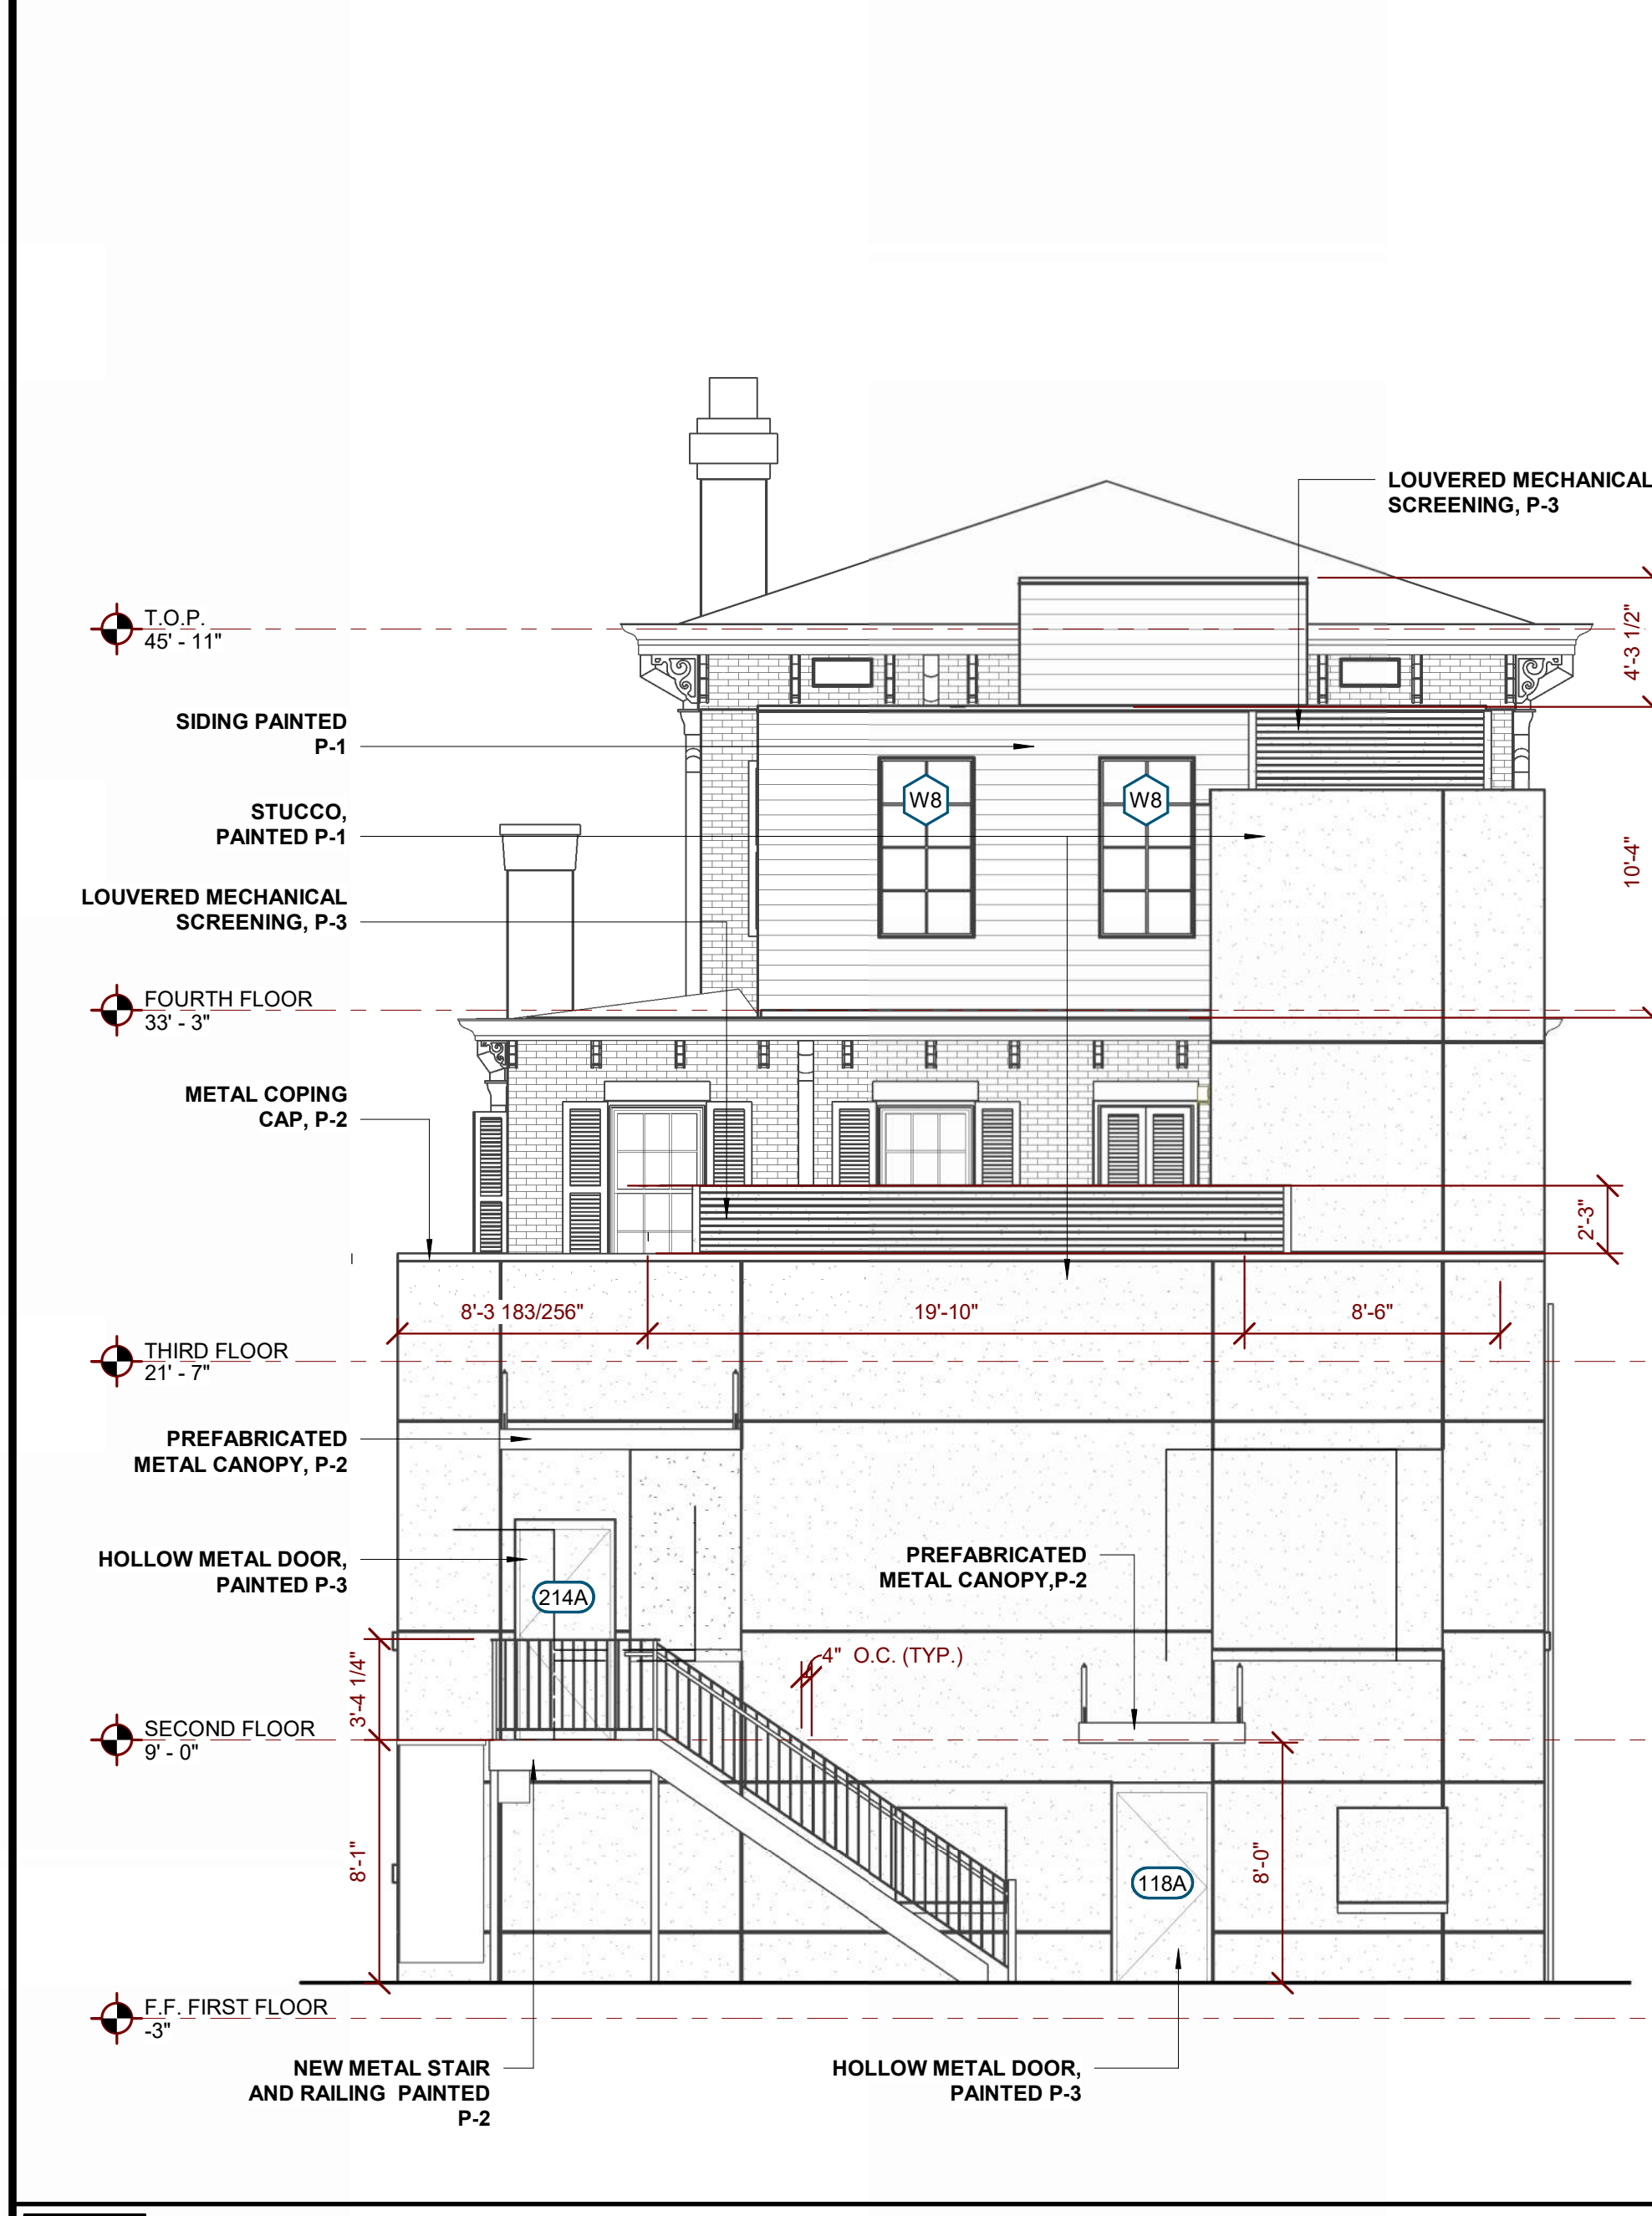 LOUVERED MECHANICAL
SCREENING, P-3
T.O.P.
45' - 11"
4'-3 1/2"
SIDING PAINTED
P-1
W8
W8
STUCCO,
PAINTED P-1
10'-4"
LOUVERED MECHANICAL
SCREENING, P-3
FOURTH FLOOR
33' - 3"
METAL COPING
CAP, P-2
2'-3"
8'-3 183/256"
19'-10"
8'-6"
THIRD FLOOR
21' - 7"
PREFABRICATED
METAL CANOPY, P-2
HOLLOW METAL DOOR,
PAINTED P-3
214A
PREFABRICATED
METAL CANOPY,P-2
4" O.C. (TYP.)
3'-4 1/4"
SECOND FLOOR
9' - 0"
8'-1"
118A
8'-0"
F.F. FIRST FLOOR
-3"
NEW METAL STAIR
AND RAILING PAINTED
P-2
HOLLOW METAL DOOR,
PAINTED P-3